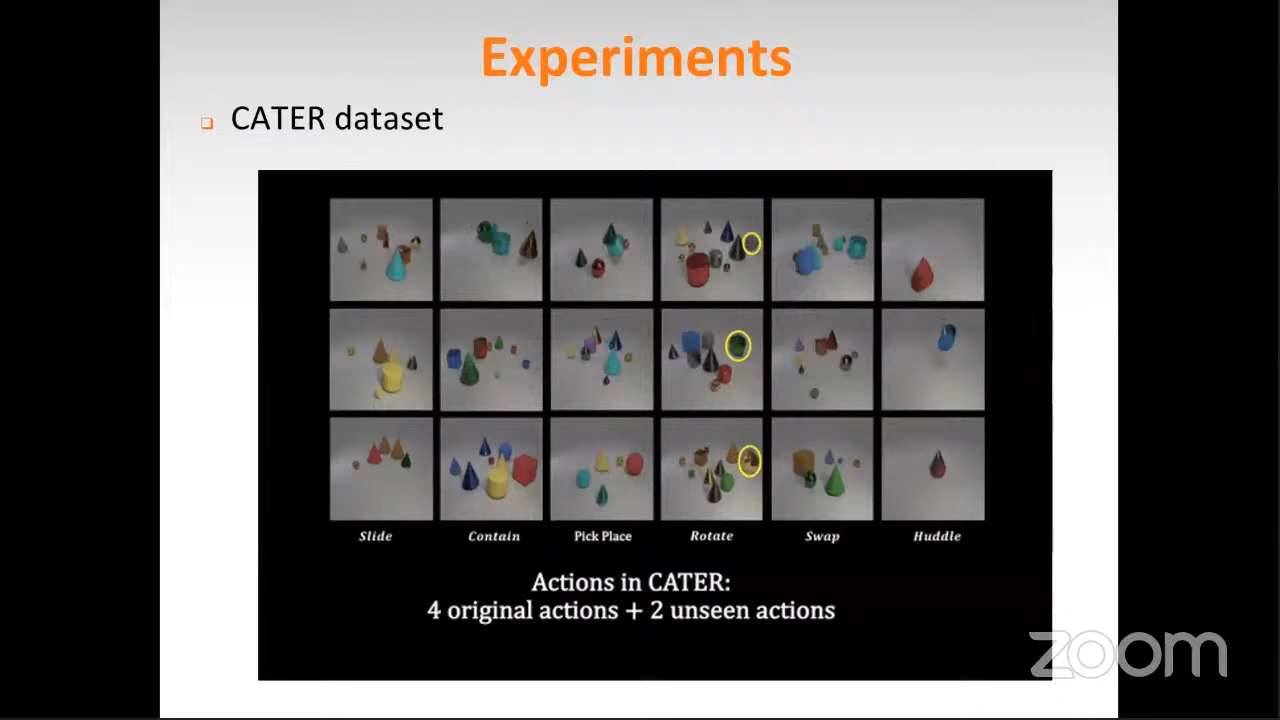 Experiments
CATER dataset
Slide Contain Pick Place Rotate Swap Huddle
Actions in CATER:
4 original actions + 2 unseen actions
zoom